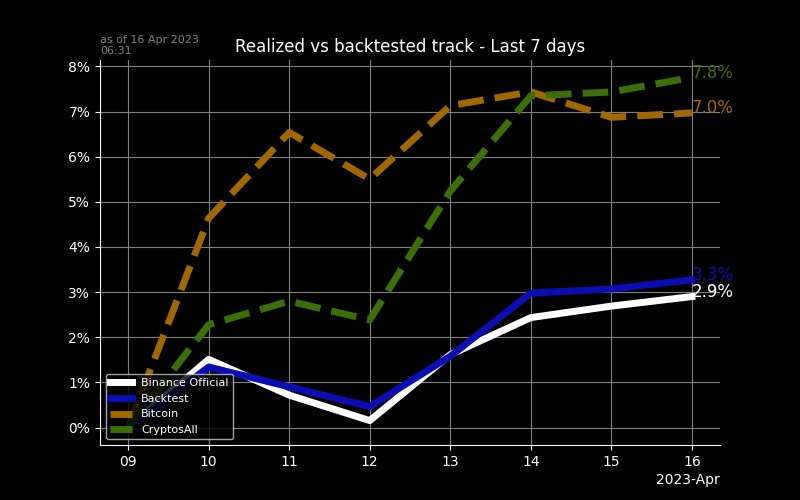 as of 16 Apr 2023
06:31
Realized vs backtested track - Last 7 days
8%
7%
6%
5%
4%
3%
2%
1%
0%
7.8%
7.0%
3.3%
2.9%
Binance Official
Backtest
Bitcoin
CryptosAll
09 10 11 12 13 14 15 16
2023-Apr